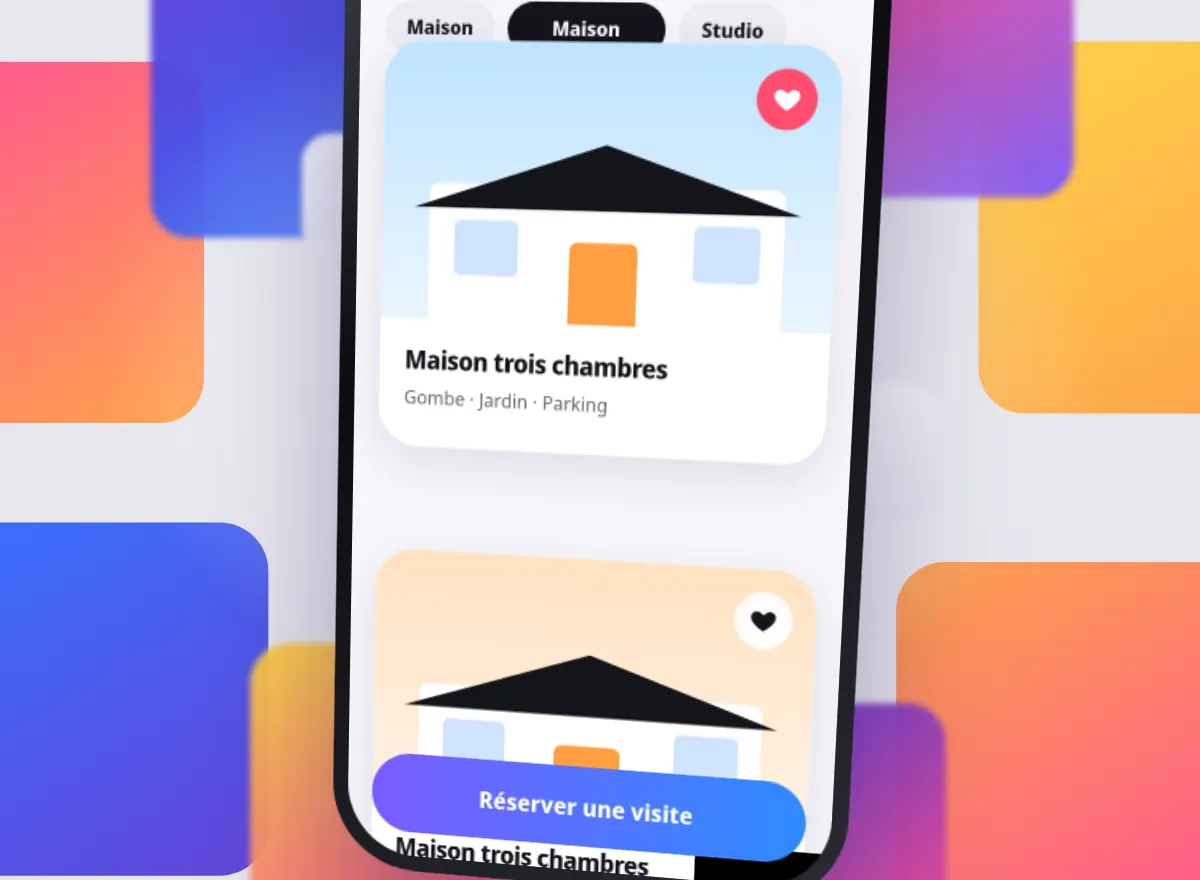 Maison
Maison
Studio
Maison trois chambres
Gombe · Jardin · Parking
Réserver une visite
Maison trois chambres